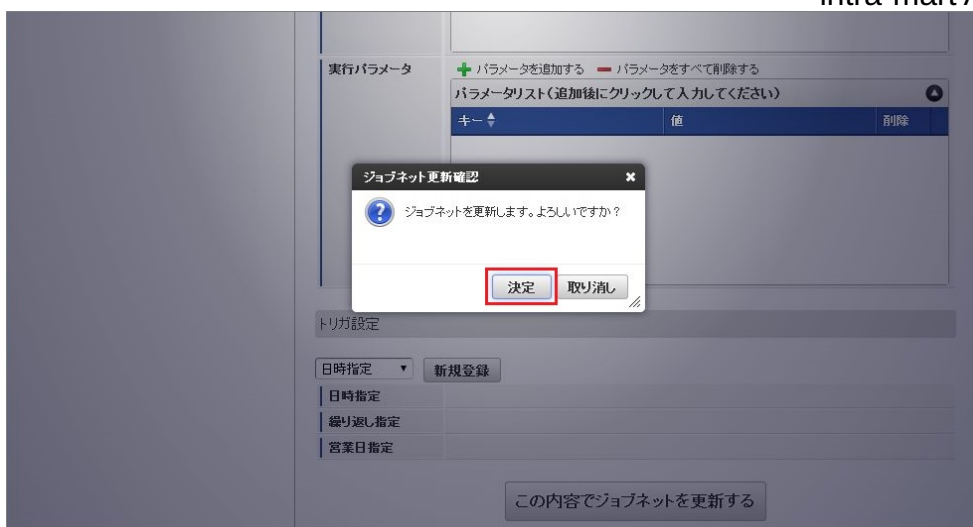 実行パラメータ
パラメータを追加する パラメータをすべて削除する
パラメータリスト(追加後にクリックして入力してください)
キー 値 削除
ジョブネット更新確認
ジョブネットを更新します。よろしいですか?
決定 取り消し
トリガ設定
日時指定 新規登録
日時指定
繰り返し指定
営業日指定
この内容でジョブネットを更新する